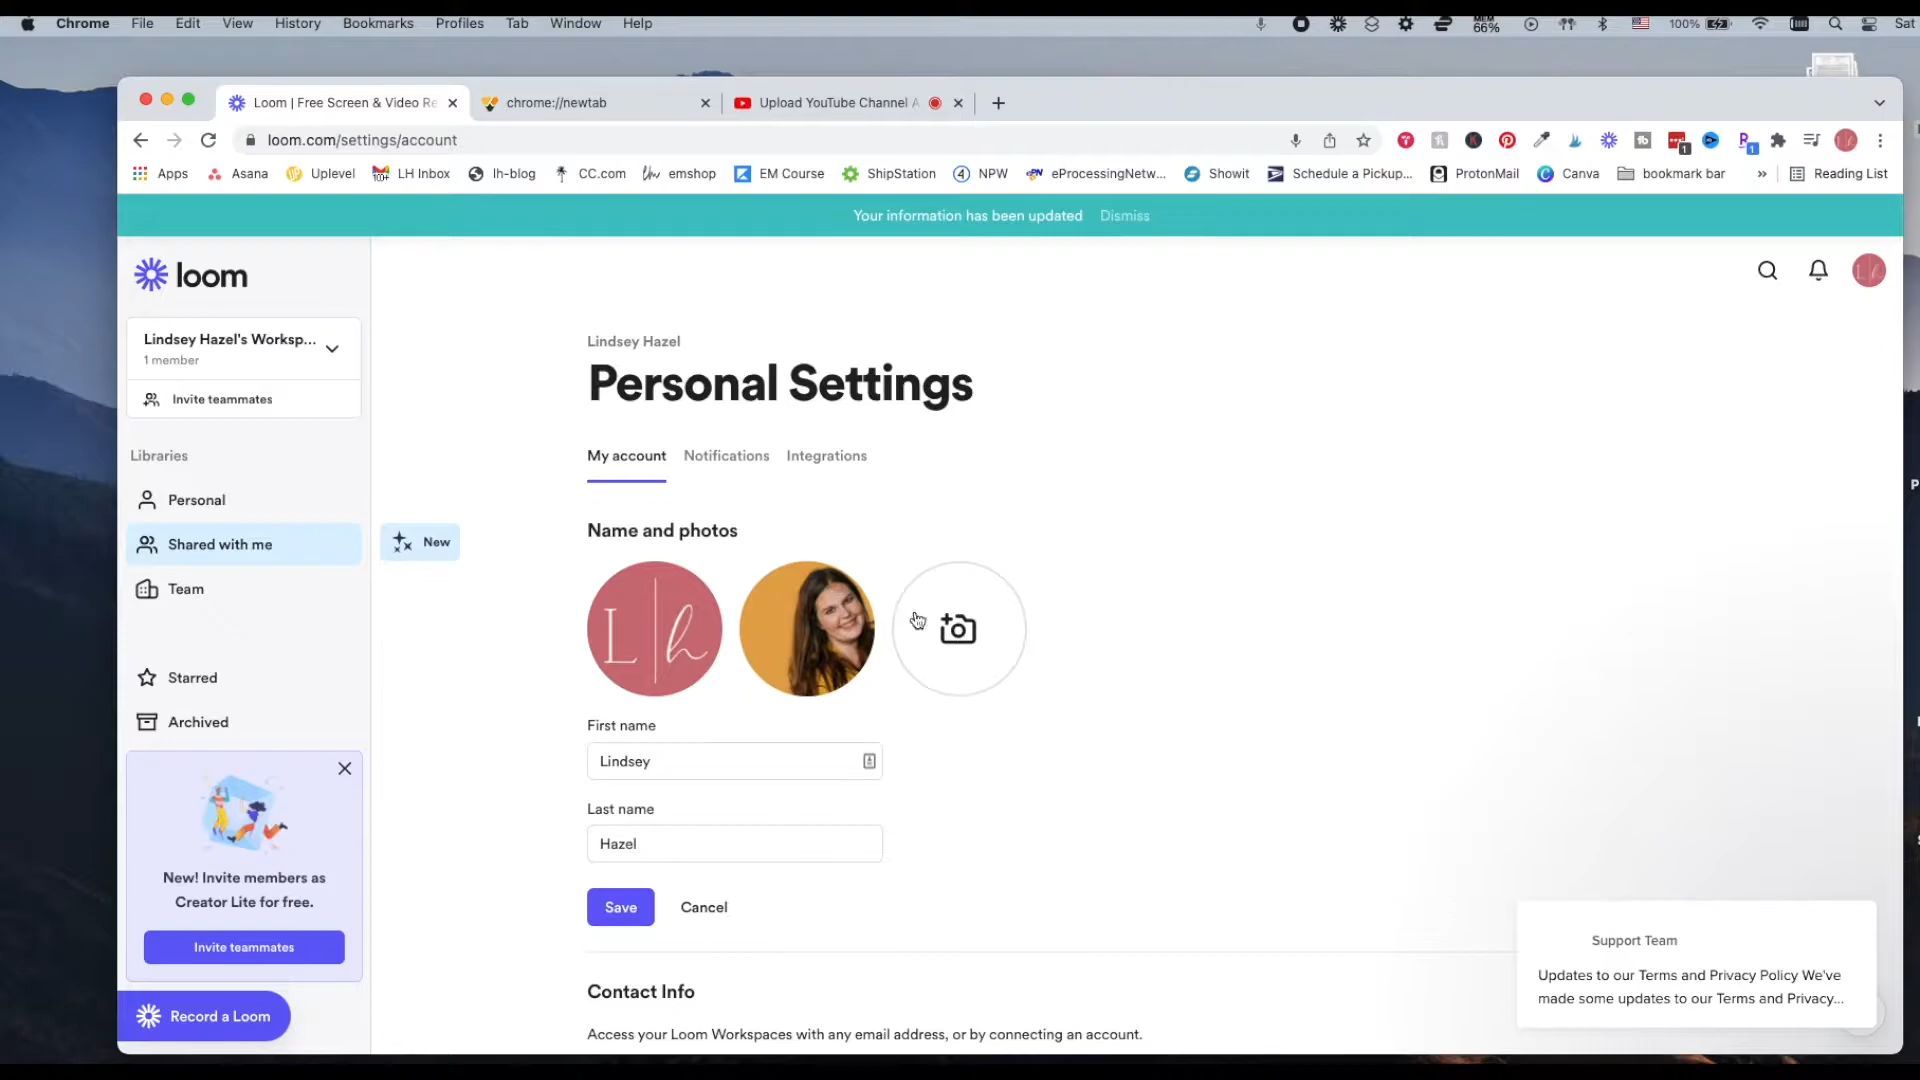 Chrome File Edit View History Bookmarks Profiles Tab Window Help MEM 66% 100% Sat
Loom | Free Screen & Video Re chrome://newtab Upload YouTube Channel A
loom.com/settings/account
Apps Asana Uplevel LH Inbox lh-blog CC.com emshop EM Course ShipStation NPW eProcessingNetw... Showit Schedule a Pickup... ProtonMail Canva bookmark bar » Reading List
Your information has been updated Dismiss
loom
Lindsey Hazel's Worksp...
1 member
Invite teammates
Libraries
Personal
Shared with me
New
Team
Starred
Archived
New! Invite members as
Creator Lite for free.
Invite teammates
Record a Loom
Lindsey Hazel
Personal Settings
My account Notifications Integrations
Name and photos
L|h
First name
Lindsey
Last name
Hazel
Save Cancel
Contact Info
Access your Loom Workspaces with any email address, or by connecting an account.
Support Team
Updates to our Terms and Privacy Policy We've
made some updates to our Terms and Privacy...